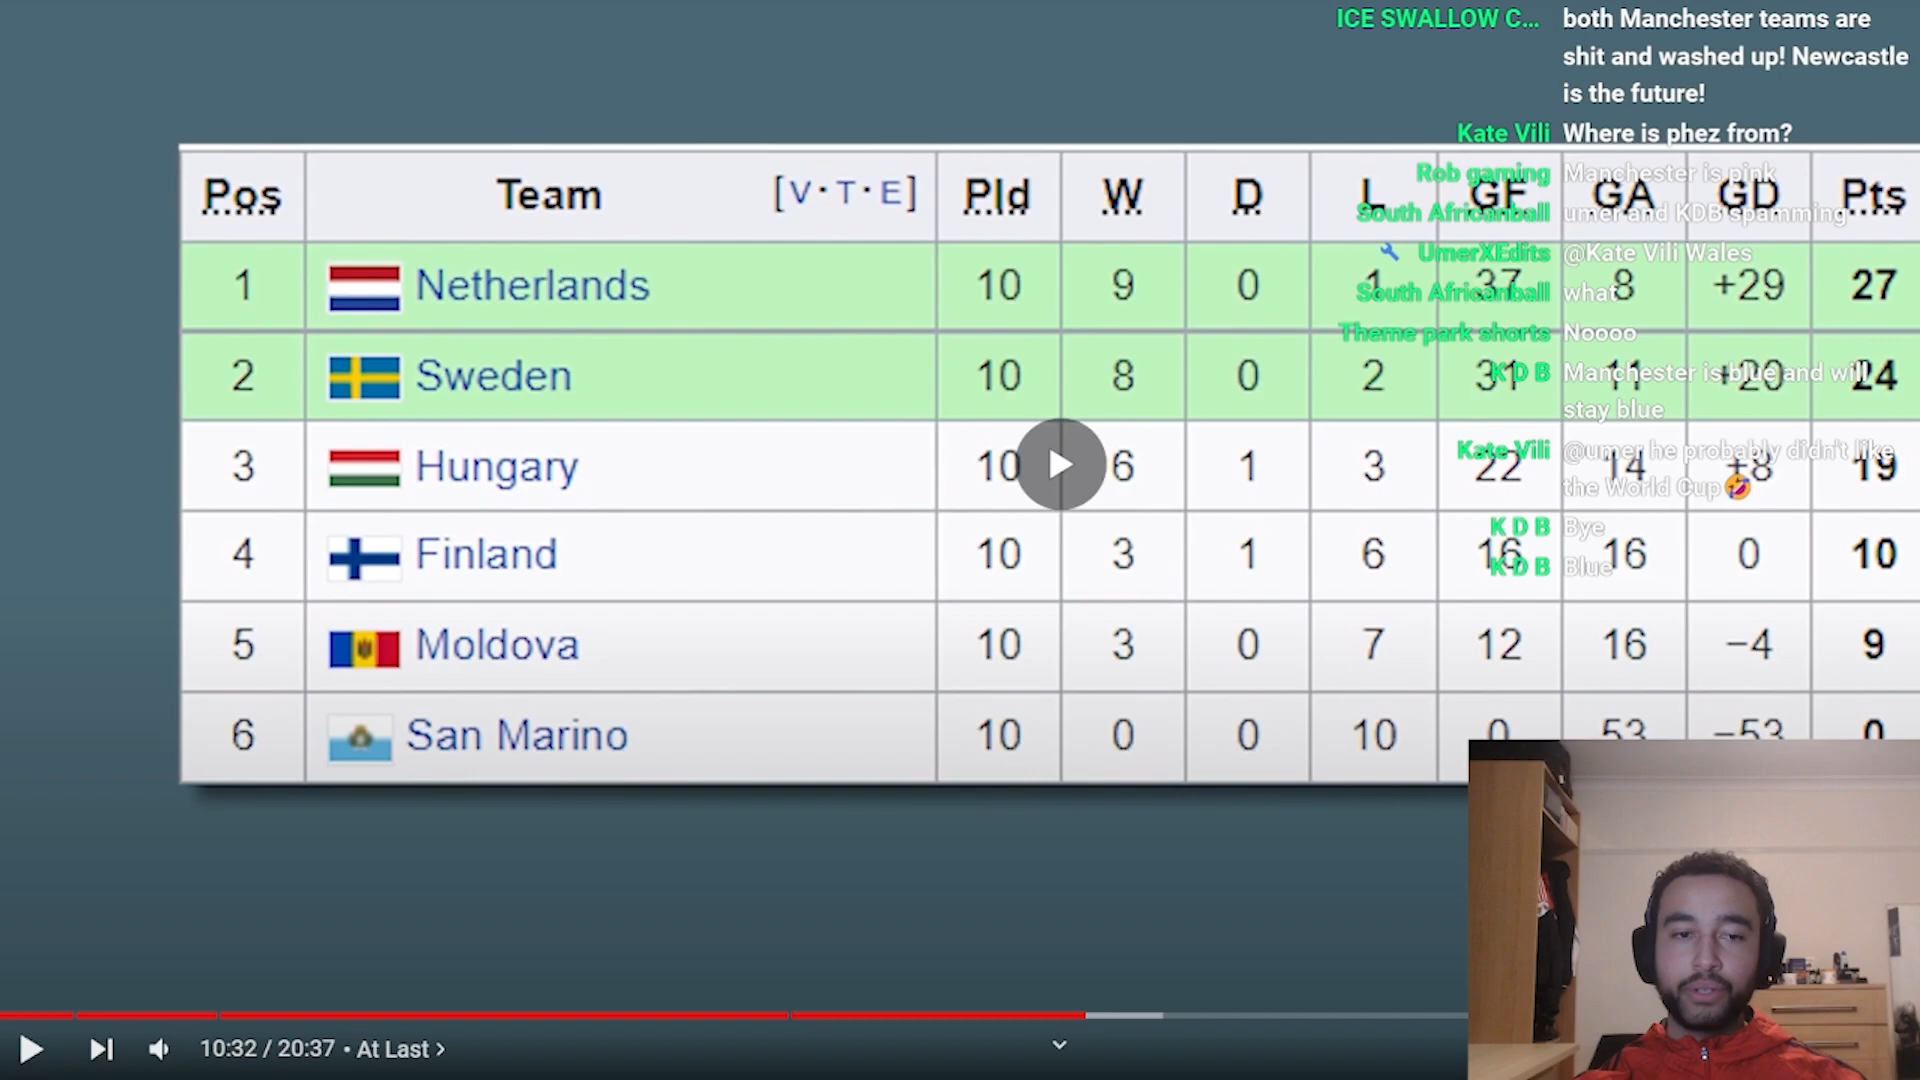 ICE SWALLOW C... both Manchester teams are
shit and washed up! Newcastle
is the future!
Kate Vili Where is phez from?
Rob gaming Manchester is pink
South Africanball umer and KDB spamming
UmerXEdits @Kate Vili Wales
South Africanball what
Theme park shorts Noooo
K D B Manchester is blue and will
stay blue
Kate Vili @umer he probably didn't like
the World Cup🤣
K D B Bye
K D B Blue
Pos Team [V·T·E] Pld W D L GF GA GD Pts
1 Netherlands 10 9 0 1 37 8 +29 27
2 Sweden 10 8 0 2 31 11 +20 24
3 Hungary 10 6 1 3 22 14 +8 19
4 Finland 10 3 1 6 16 16 0 10
5 Moldova 10 3 0 7 12 16 −4 9
6 San Marino 10 0 0 10 0 53 −53 0
10:32 / 20:37 • At Last ›